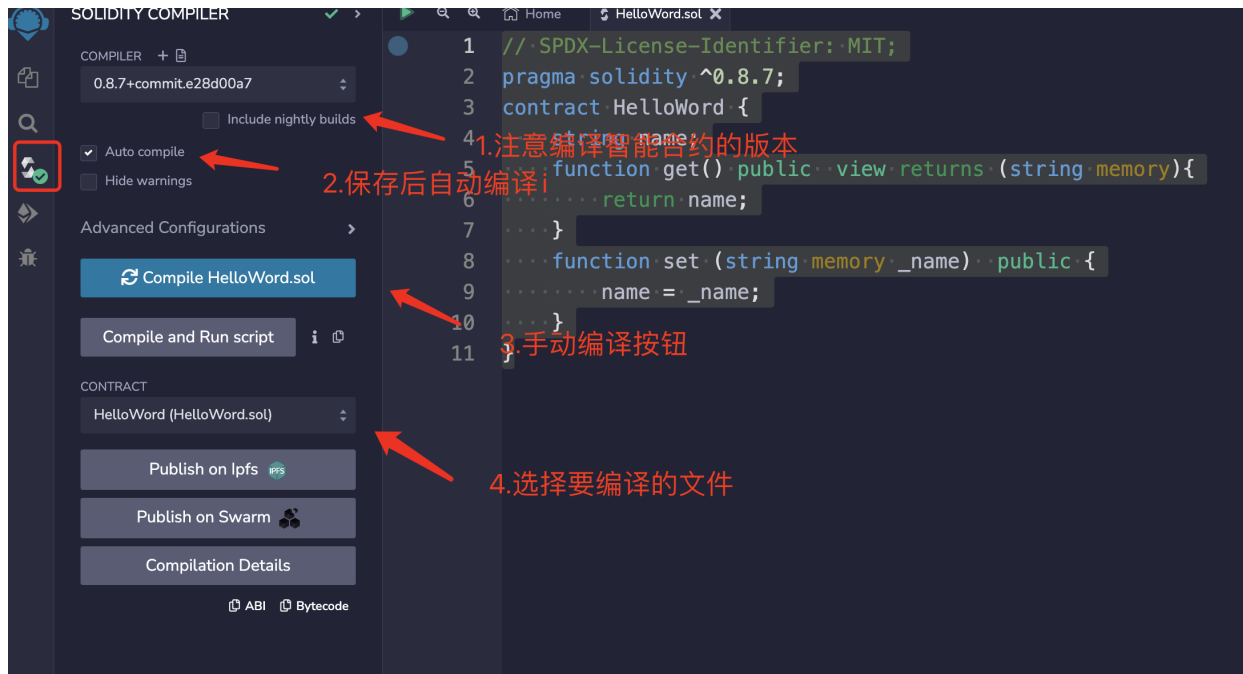 SOLIDITY COMPILER
COMPILER
0.8.7+commit.e28d00a7
Include nightly builds
Auto compile
Hide warnings
Advanced Configurations
Compile HelloWord.sol
Compile and Run script
CONTRACT
HelloWord (HelloWord.sol)
Publish on Ipfs IPFS
Publish on Swarm
Compilation Details
ABI Bytecode
Home HelloWord.sol
1 // SPDX-License-Identifier: MIT;
2 pragma solidity ^0.8.7;
3 contract HelloWord {
4 string name;
5 function get() public view returns (string memory){
6 return name;
7 }
8 function set (string memory _name) public {
9 name = _name;
10 }
11 }
1.注意编译智能合约的版本
2.保存后自动编译i
3.手动编译按钮
4.选择要编译的文件